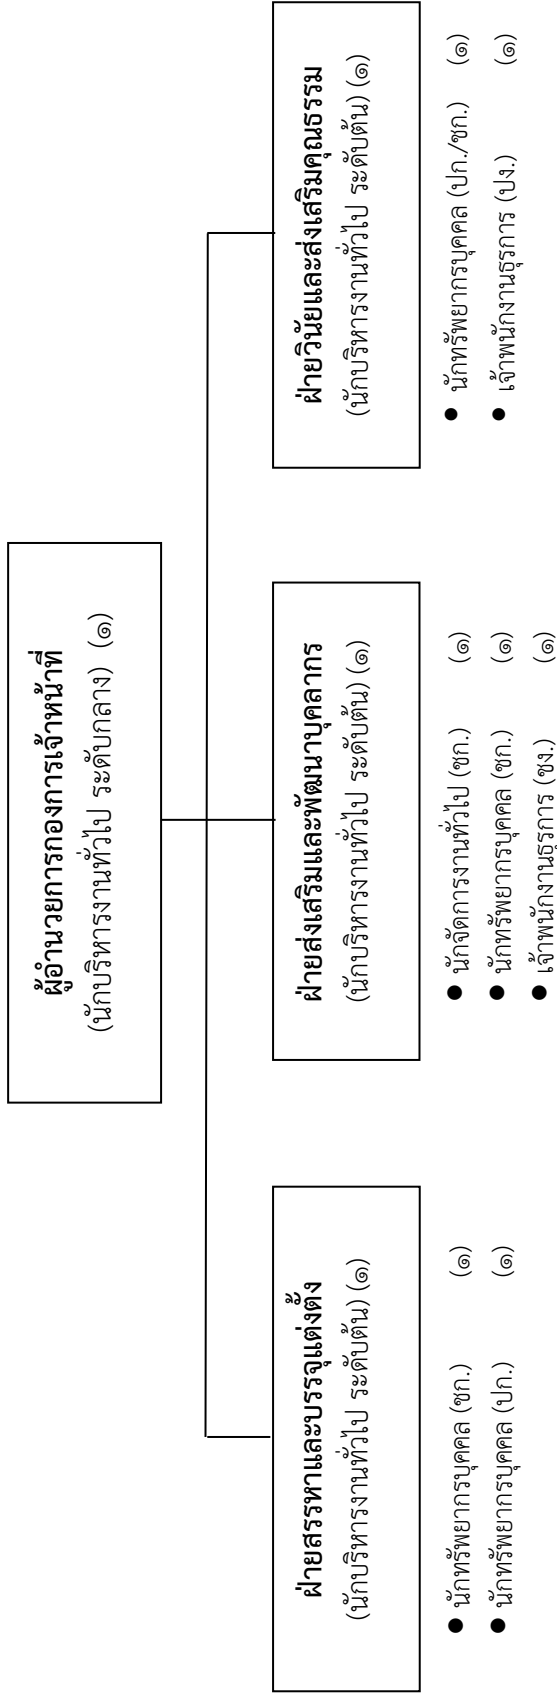 ผู้อำนวยการกองการเจ้าหน้าที่
(นักบริหารงานทั่วไป ระดับกลาง) (๑)
ฝ่ายสรรหาและบรรจุแต่งตั้ง
(นักบริหารงานทั่วไป ระดับต้น) (๑)
● นักทรัพยากรบุคคล (ชก.) (๑)
● นักทรัพยากรบุคคล (ปก.) (๑)
ฝ่ายส่งเสริมและพัฒนาบุคลากร
(นักบริหารงานทั่วไป ระดับต้น) (๑)
● นักจัดการงานทั่วไป (ชก.) (๑)
● นักทรัพยากรบุคคล (ชก.) (๑)
● เจ้าพนักงานธุรการ (ชง.) (๑)
ฝ่ายวินัยและส่งเสริมคุณธรรม
(นักบริหารงานทั่วไป ระดับต้น) (๑)
● นักทรัพยากรบุคคล (ปก./ชก.) (๑)
● เจ้าพนักงานธุรการ (ปง.) (๑)